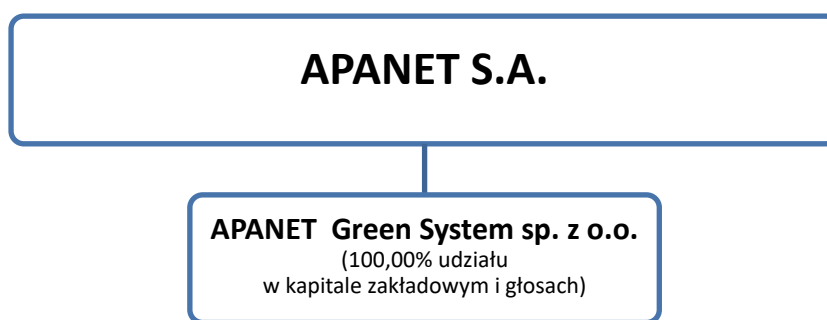 APANET S.A.
APANET Green System sp. z o.o.
(100,00% udziału
w kapitale zakładowym i głosach)